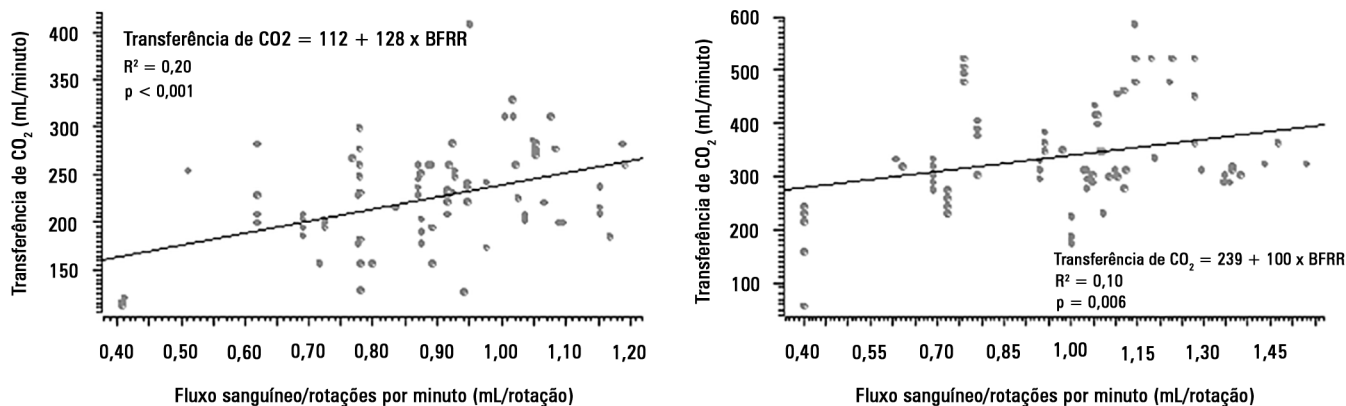 Transferência de CO₂ (mL/minuto)
400
350
300
250
200
150
Transferência de CO2 = 112 + 128 x BFRR
R² = 0,20
p < 0,001
0,40 0,50 0,60 0,70 0,80 0,90 1,00 1,10 1,20
Fluxo sanguíneo/rotações por minuto (mL/rotação)
Transferência de CO₂ (mL/minuto)
600
500
400
300
200
100
Transferência de CO₂ = 239 + 100 x BFRR
R² = 0,10
p = 0,006
0,40 0,55 0,70 0,85 1,00 1,15 1,30 1,45
Fluxo sanguíneo/rotações por minuto (mL/rotação)